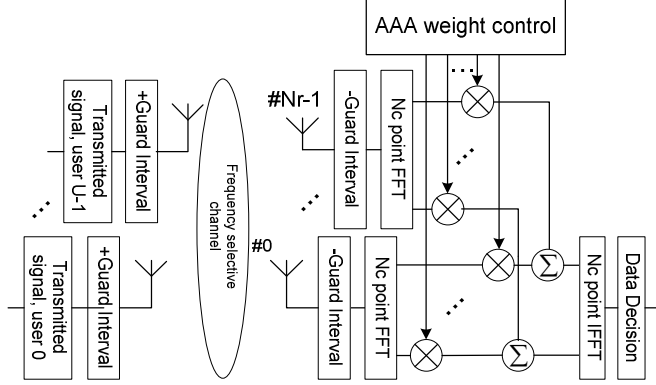 AAA weight control
#Nr-1
Transmitted
signal, user U-1
+Guard Interval
-Guard Interval
Nc point FFT
Frequency selective
channel
#0
Transmitted
signal, user 0
+Guard Interval
-Guard Interval
Nc point FFT
Σ
Nc point IFFT
Data Decision
Σ